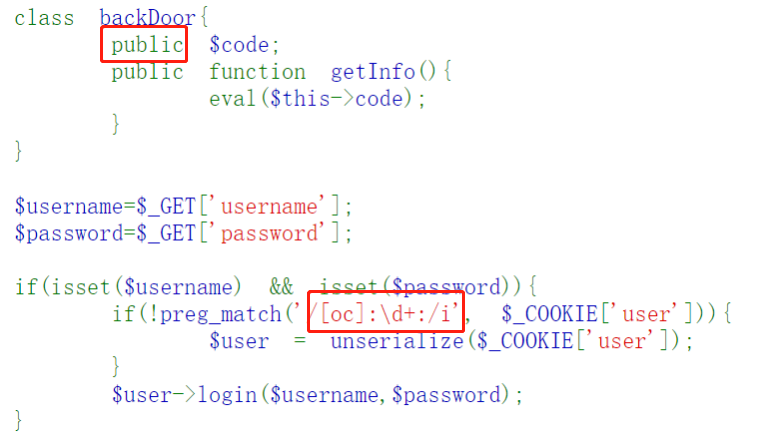 class backDoor{
public $code;
public function getInfo(){
eval($this->code);
}
}
$username=$_GET['username'];
$password=$_GET['password'];
if(isset($username) && isset($password)){
if(!preg_match('/[oc]:\d+:/i', $_COOKIE['user'])){
$user = unserialize($_COOKIE['user']);
}
$user->login($username,$password);
}